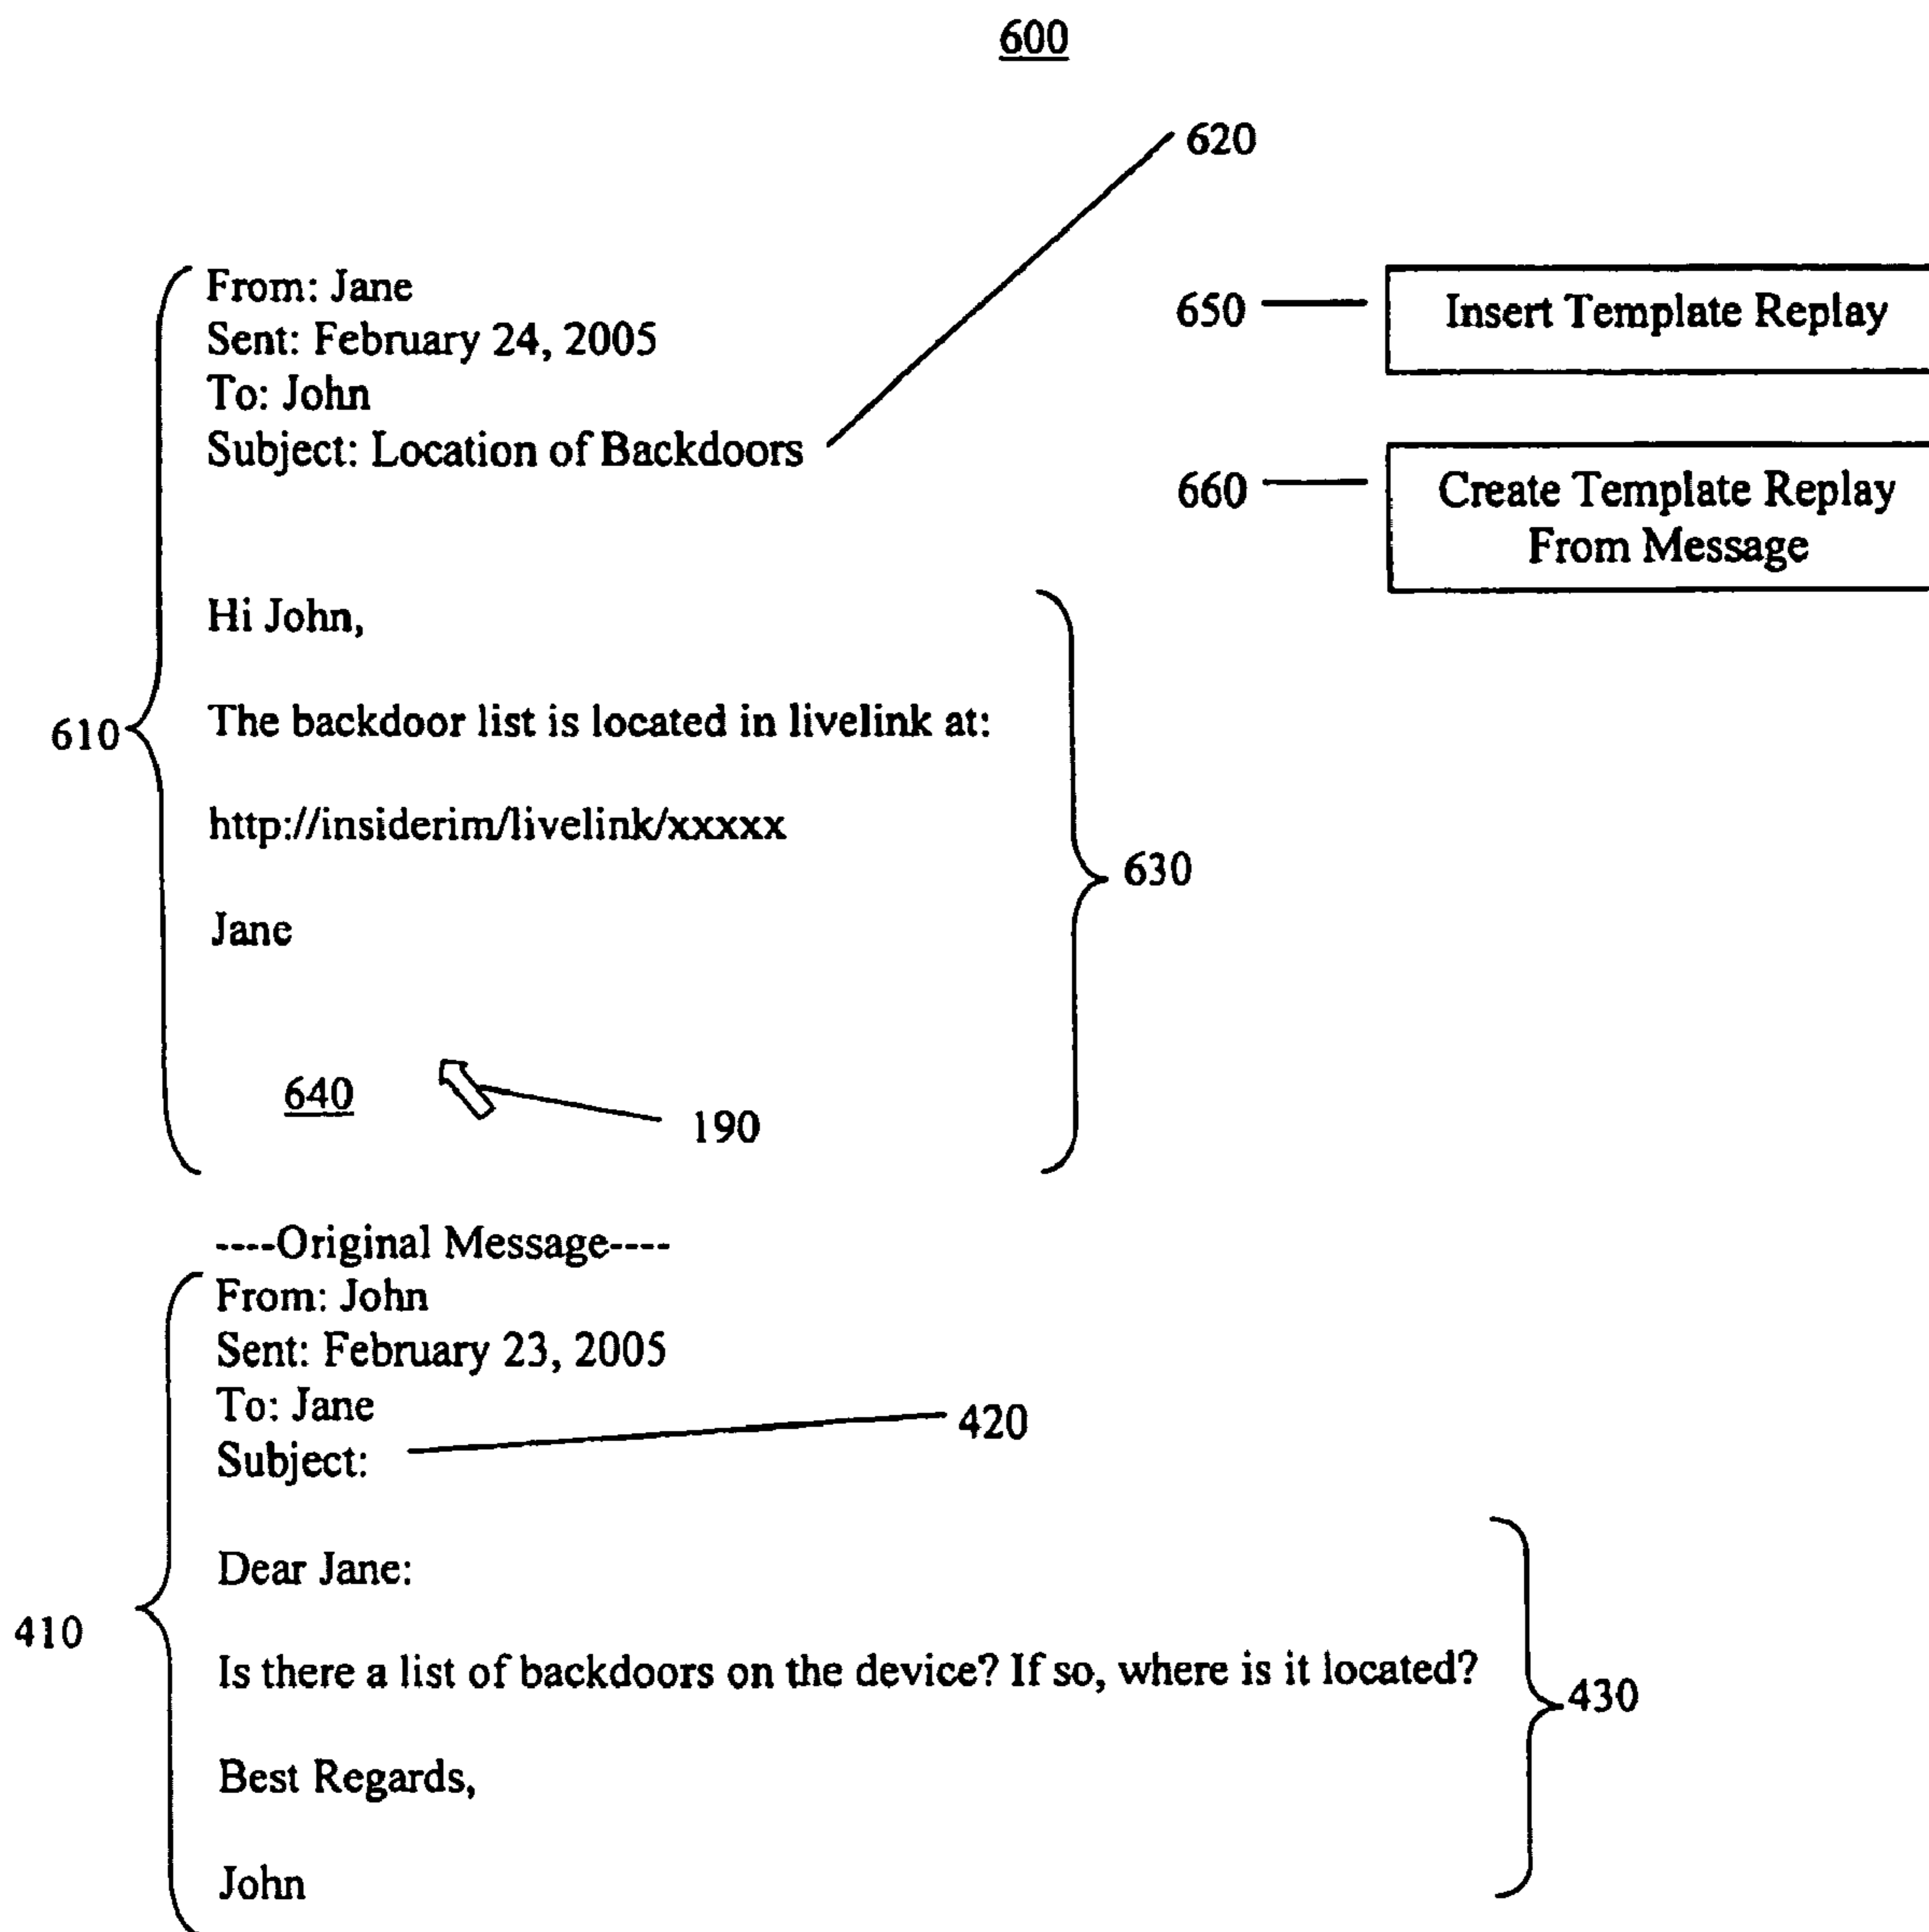 600
620
From: Jane
Sent: February 24, 2005
To: John
Subject: Location of Backdoors
650
Insert Template Replay
660
Create Template Replay
From Message
Hi John,
The backdoor list is located in livelink at:
610
http://insiderim/livelink/xxxxx
630
Jane
640
190
----Original Message----
From: John
Sent: February 23, 2005
To: Jane
420
Subject:
Dear Jane:
410
Is there a list of backdoors on the device? If so, where is it located?
430
Best Regards,
John